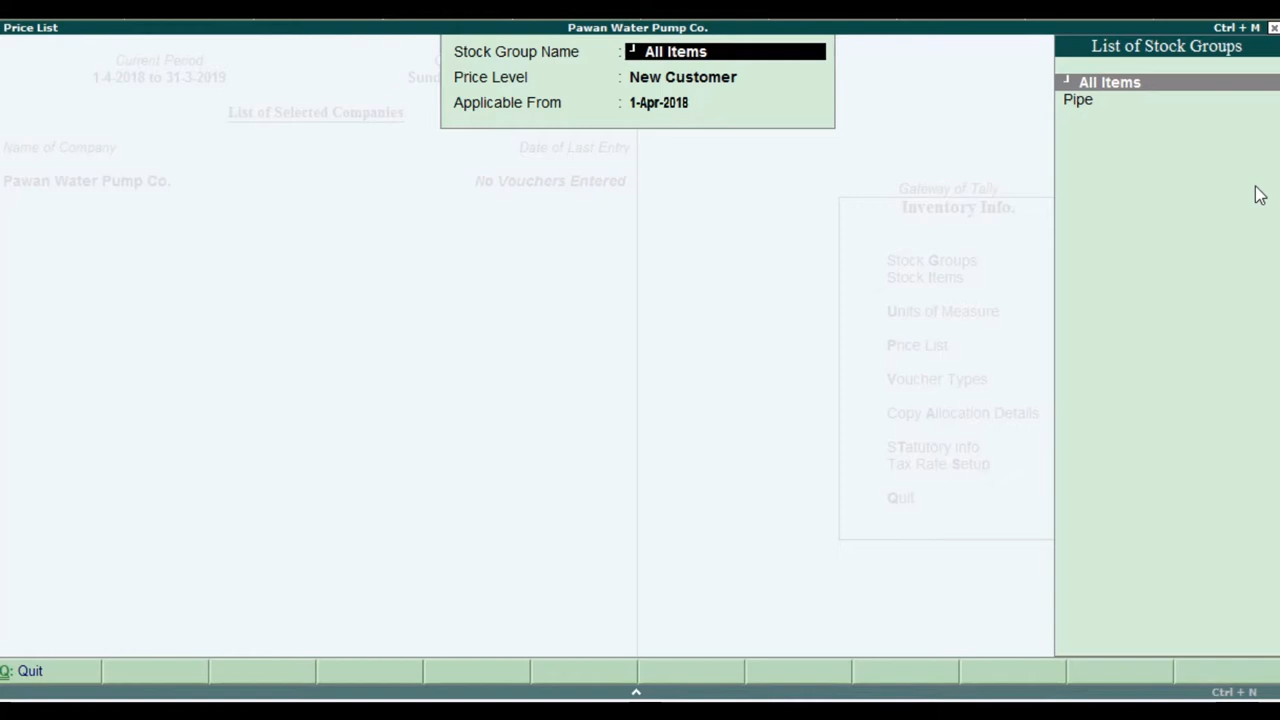 Price List
Pawan Water Pump Co.
Ctrl + M
Stock Group Name : ┘ All Items
Price Level : New Customer
Applicable From : 1-Apr-2018
List of Stock Groups
┘ All Items
Pipe
Current Period
1-4-2018 to 31-3-2019
Sund
List of Selected Companies
Name of Company
Date of Last Entry
Pawan Water Pump Co.
No Vouchers Entered
Gateway of Tally
Inventory Info.
Stock Groups
Stock Items
Units of Measure
Price List
Voucher Types
Copy Allocation Details
STatutory info
Tax Rate Setup
Quit
Q: Quit
Ctrl + N